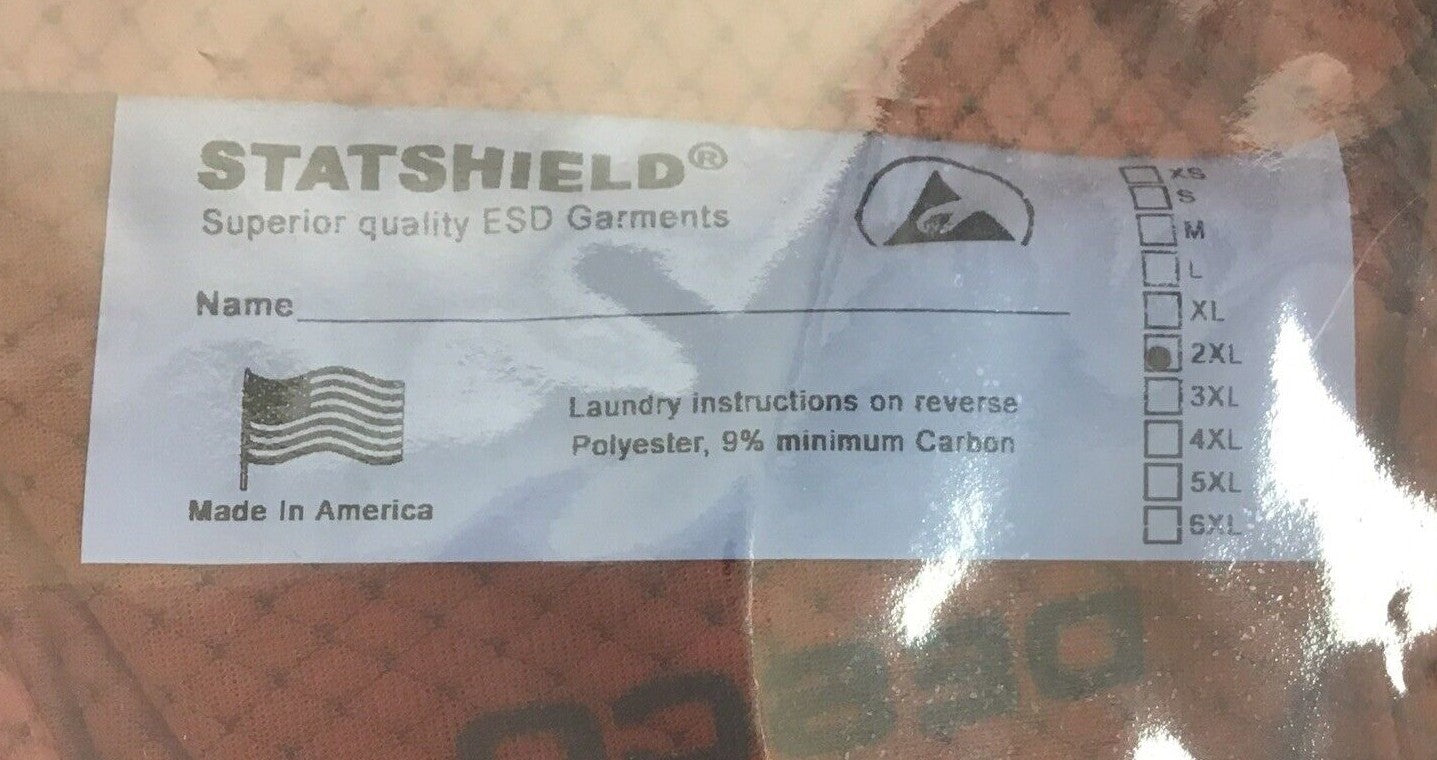 STATSHIELD®
Superior quality ESD Garments
Name
Laundry instructions on reverse
Polyester, 9% minimum Carbon
Made In America
XS
S
M
L
XL
2XL
3XL
4XL
5XL
6XL